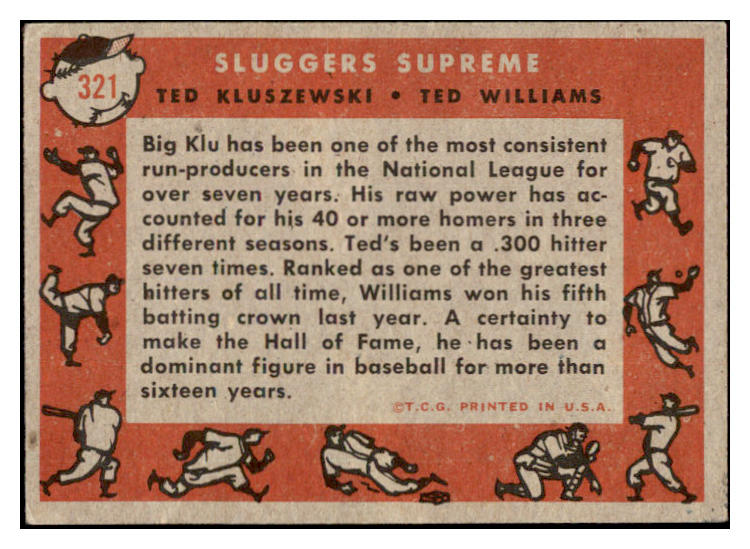 321
SLUGGERS SUPREME
TED KLUSZEWSKI • TED WILLIAMS
Big Klu has been one of the most consistent
run-producers in the National League for
over seven years. His raw power has ac-
counted for his 40 or more homers in three
different seasons. Ted's been a .300 hitter
seven times. Ranked as one of the greatest
hitters of all time, Williams won his fifth
batting crown last year. A certainty to
make the Hall of Fame, he has been a
dominant figure in baseball for more than
sixteen years.
©T.C.G. PRINTED IN U.S.A.